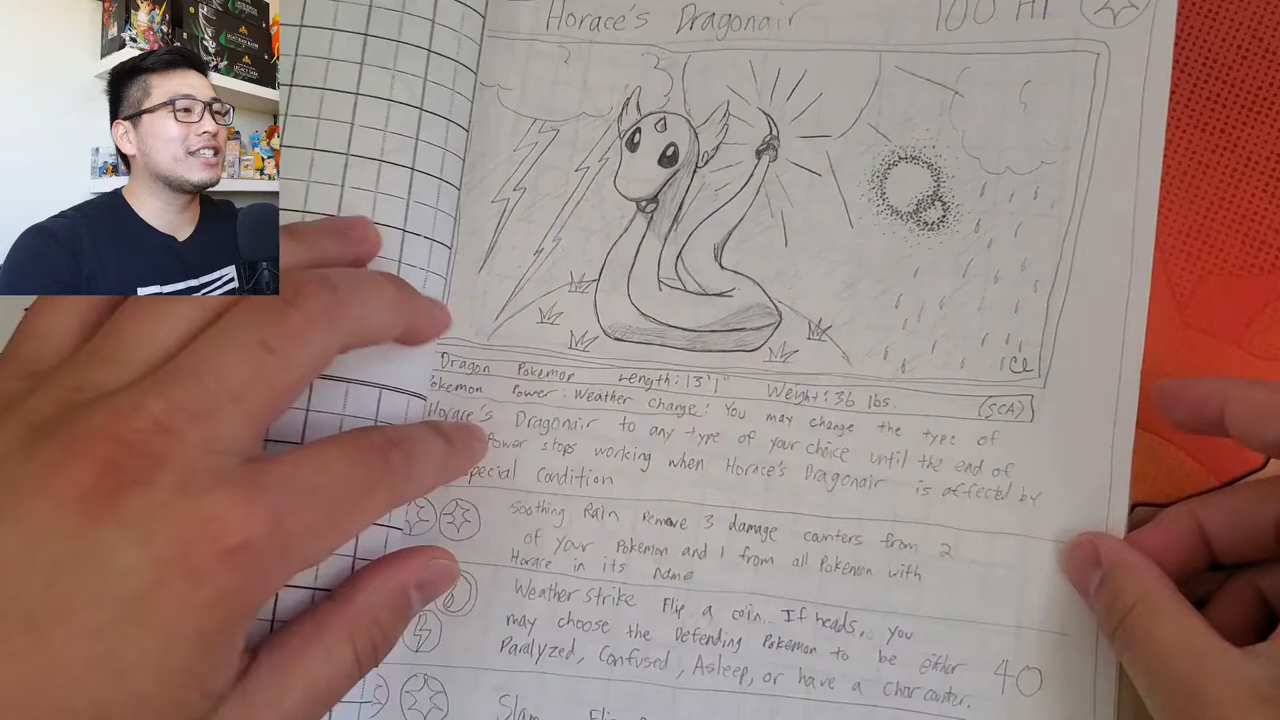 Horace's Dragonair 100 HP
CL
Dragon Pokemon Length: 13'1" Weight: 36 lbs. (SCA)
Pokemon Power: Weather change: You may change the type of
Horace's Dragonair to any type of your choice until the end of
Power stops working when Horace's Dragonair is affected by
special Condition
Soothing Rain Remove 3 damage counters from 2
of your Pokemon and 1 from all Pokemon with
Horace in its name
Weather Strike Flip a coin. If heads, you
may choose the Defending Pokemon to be either 40
Paralyzed, Confused, Asleep, or have a char counter.
Slam